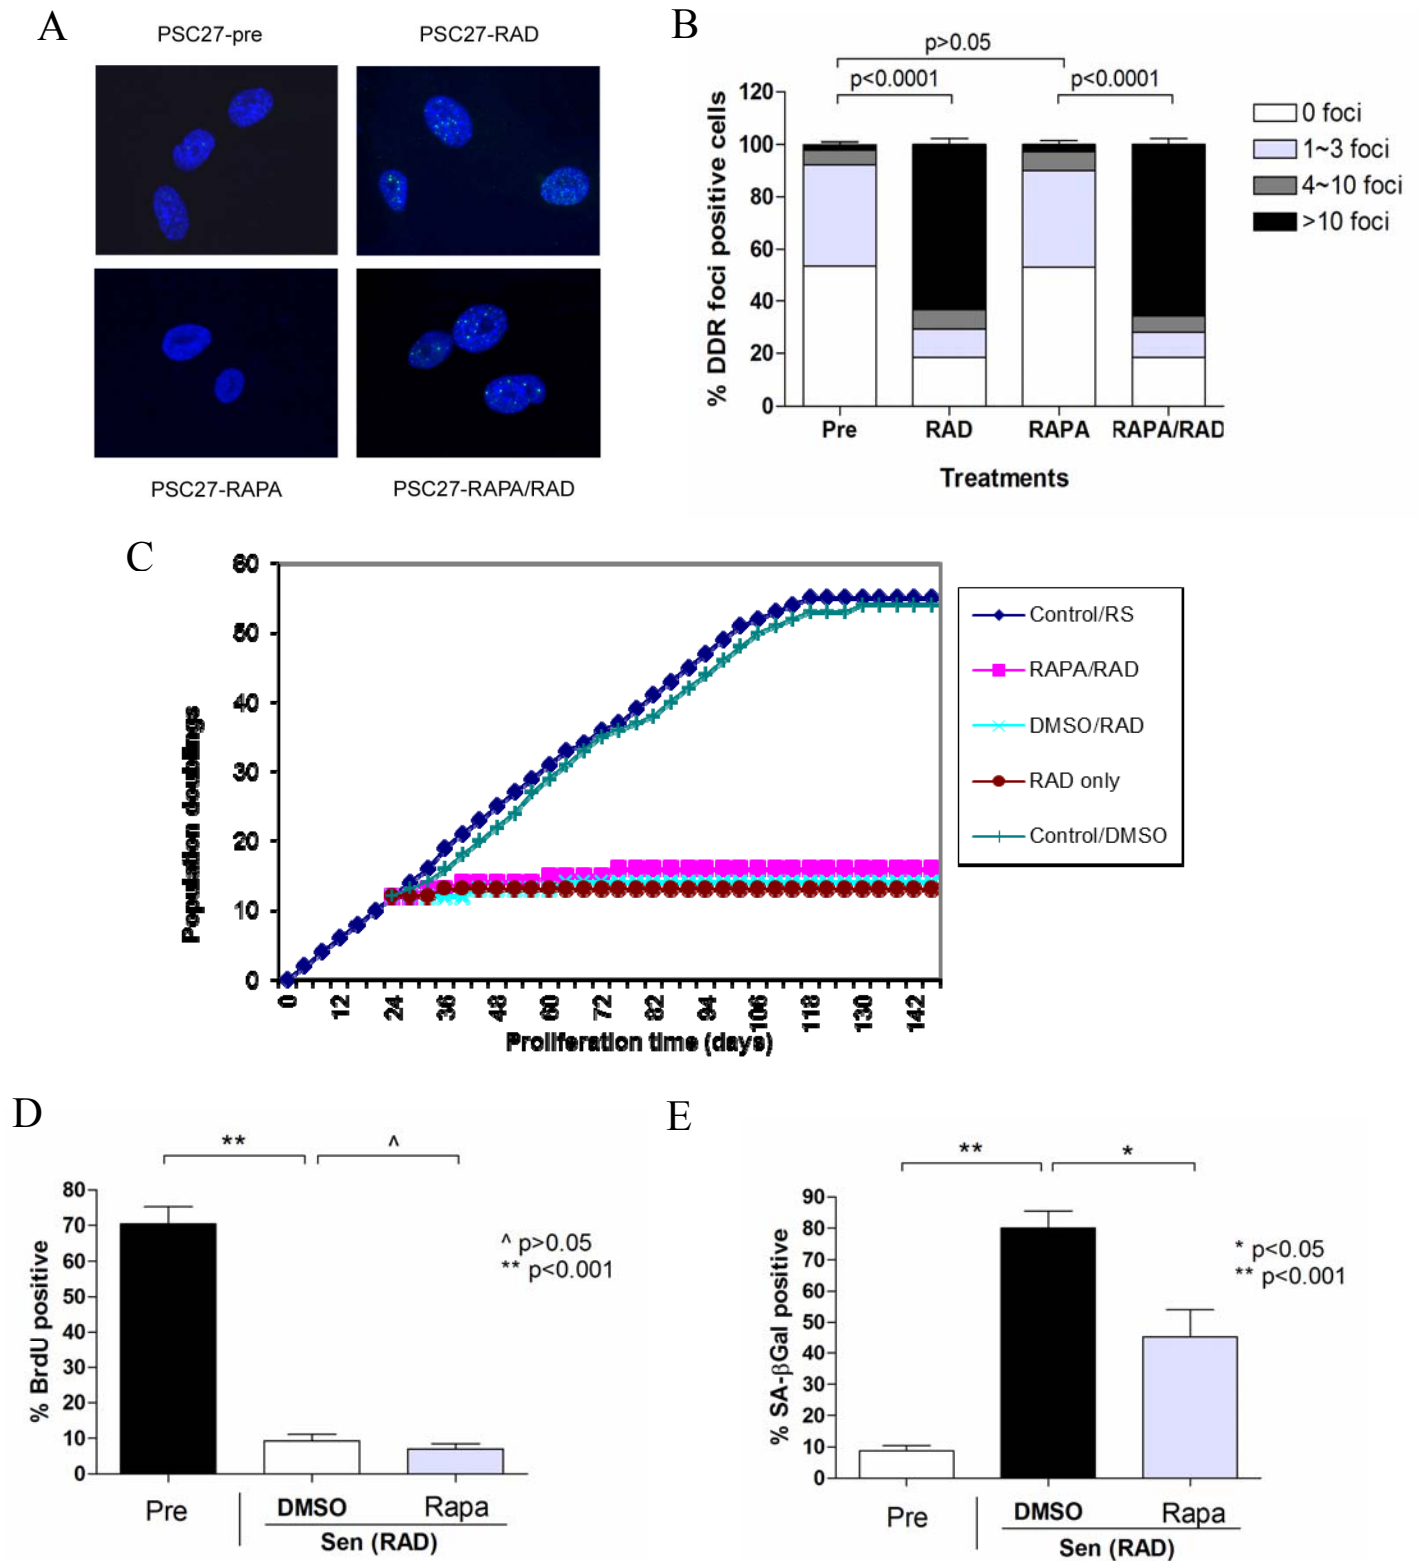 A
PSC27-pre
PSC27-RAD
PSC27-RAPA
PSC27-RAPA/RAD
B
p>0.05
p<0.0001
p<0.0001
% DDR foci positive cells
120
100
80
60
40
20
0
Pre
RAD
RAPA
RAPA/RAD
Treatments
0 foci
1~3 foci
4~10 foci
>10 foci
C
Population doublings
60
50
40
30
20
10
0
0
12
24
36
48
60
72
82
94
106
118
130
142
Proliferation time (days)
Control/RS
RAPA/RAD
DMSO/RAD
RAD only
Control/DMSO
D
**
^
% BrdU positive
80
70
60
50
40
30
20
10
0
^ p>0.05
** p<0.001
Pre
DMSO
Rapa
Sen (RAD)
E
**
*
% SA-βGal positive
90
80
70
60
50
40
30
20
10
0
* p<0.05
** p<0.001
Pre
DMSO
Rapa
Sen (RAD)